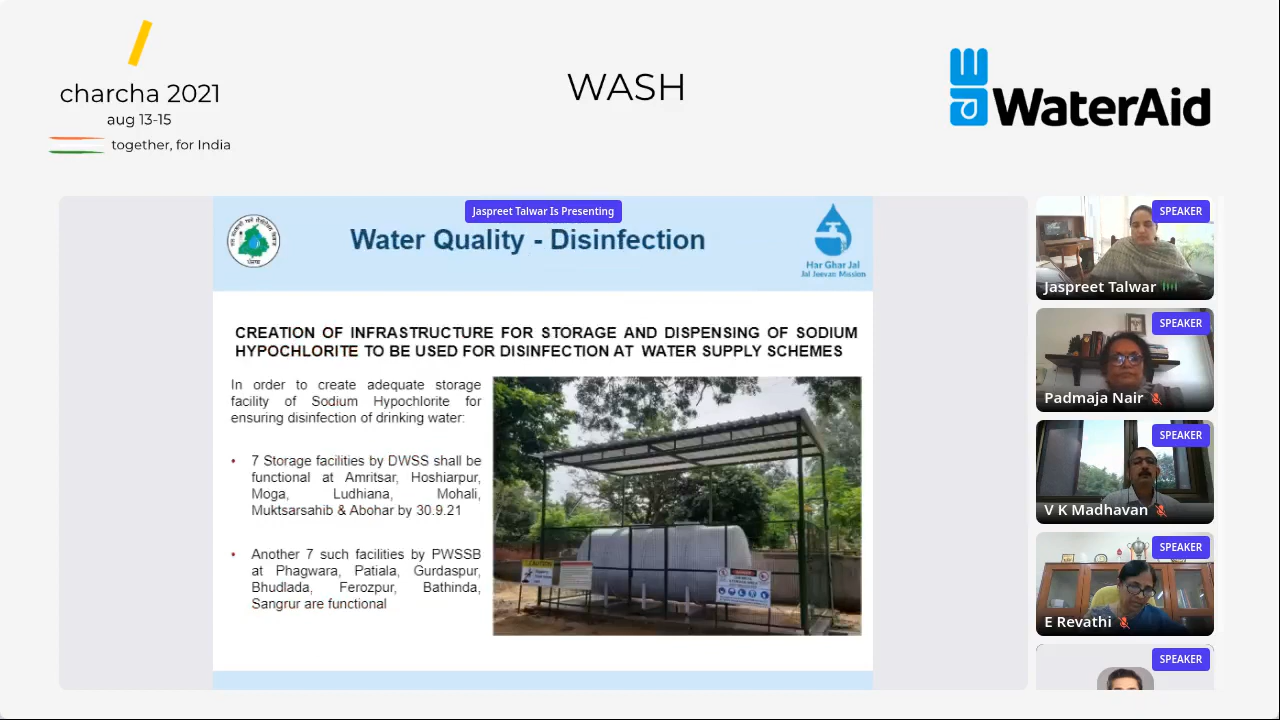 charcha 2021
aug 13-15
together, for India
WASH
WaterAid
Jaspreet Talwar Is Presenting
Water Quality - Disinfection
Har Ghar Jal
Jal Jeevan Mission
CREATION OF INFRASTRUCTURE FOR STORAGE AND DISPENSING OF SODIUM
HYPOCHLORITE TO BE USED FOR DISINFECTION AT WATER SUPPLY SCHEMES
In order to create adequate storage
facility of Sodium Hypochlorite for
ensuring disinfection of drinking water:
• 7 Storage facilities by DWSS shall be
functional at Amritsar, Hoshiarpur,
Moga, Ludhiana, Mohali,
Muktsarsahib & Abohar by 30.9.21
• Another 7 such facilities by PWSSB
at Phagwara, Patiala, Gurdaspur,
Bhudlada, Ferozpur, Bathinda,
Sangrur are functional
SPEAKER
Jaspreet Talwar
SPEAKER
Padmaja Nair
SPEAKER
V K Madhavan
SPEAKER
E Revathi
SPEAKER